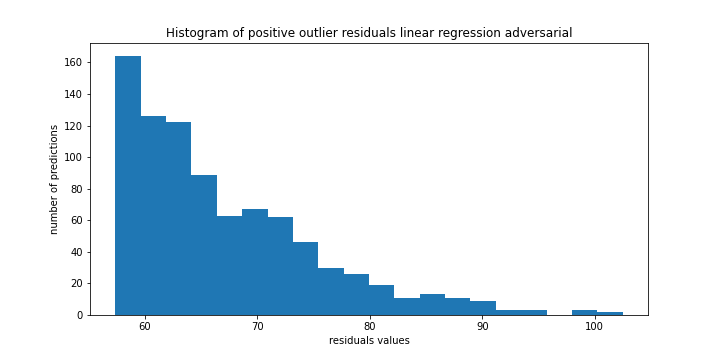 Histogram of positive outlier residuals linear regression adversarial
number of predictions
160
140
120
100
80
60
40
20
0
60 70 80 90 100
residuals values